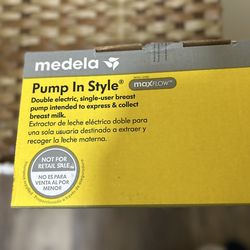 medela
Pump In Style® maxFLOW™
Double electric, single-user breast
pump intended to express & collect
breast milk.
Extractor de leche eléctrico doble para
una sola usuaria destinado a extraer y
recoger la leche materna.
NOT FOR
RETAIL SALE
NO ES PARA
VENTA AL POR
MENOR